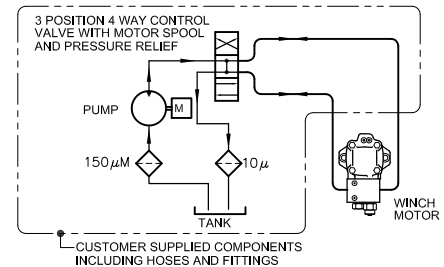 3 POSITION 4 WAY CONTROL
VALVE WITH MOTOR SPOOL
AND PRESSURE RELIEF
PUMP
M
150μM
10μ
TANK
WINCH
MOTOR
CUSTOMER SUPPLIED COMPONENTS
INCLUDING HOSES AND FITTINGS